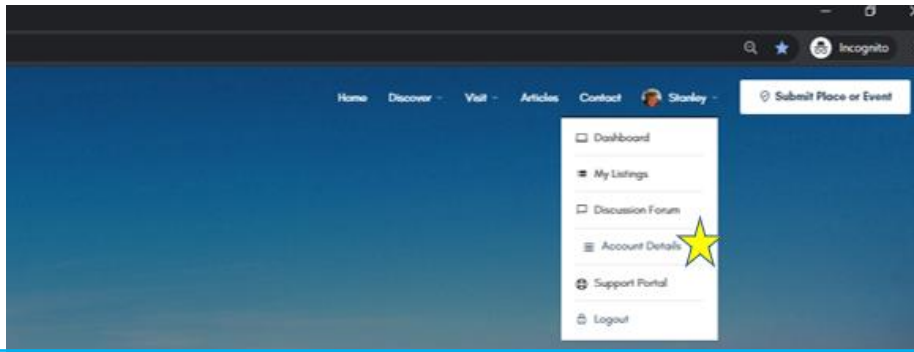 Incognito
Home Discover Visit Articles Contact Stanley Submit Place or Event
Dashboard
My Listings
Discussion Forum
Account Details
Support Portal
Logout